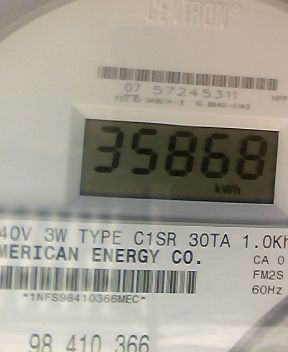 CENTRON®
07 57245311
35868
kWh
40V 3W TYPE C1SR 30TA 1.0Kh
MERICAN ENERGY CO.
CA 0
FM2S
*1NFS98410366MEC*
60Hz
98 410 366